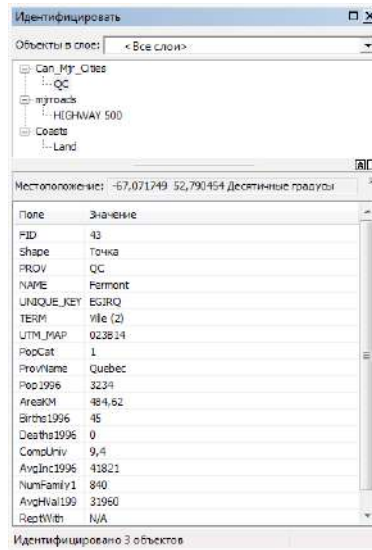 Идентифицировать
Объекты в слое: <Все слои>
Can_Mjr_Cities
QC
mjrroads
HIGHWAY 500
Coasts
Land
Местоположение: -67,071749 52,790454 Десятичные градусы
Поле Значение
FID 43
Shape Точка
PROV QC
NAME Fermont
UNIQUE_KEY EGIRQ
TERM Ville (2)
UTM_MAP 023B14
PopCat 1
ProvName Quebec
Pop1996 3234
AreaKM 484,62
Births1996 45
Deaths1996 0
CompUniv 9,4
AvgInc1996 41821
NumFamily1 840
AvgHVal199 31960
ReptWith N/A
Идентифицировано 3 объектов